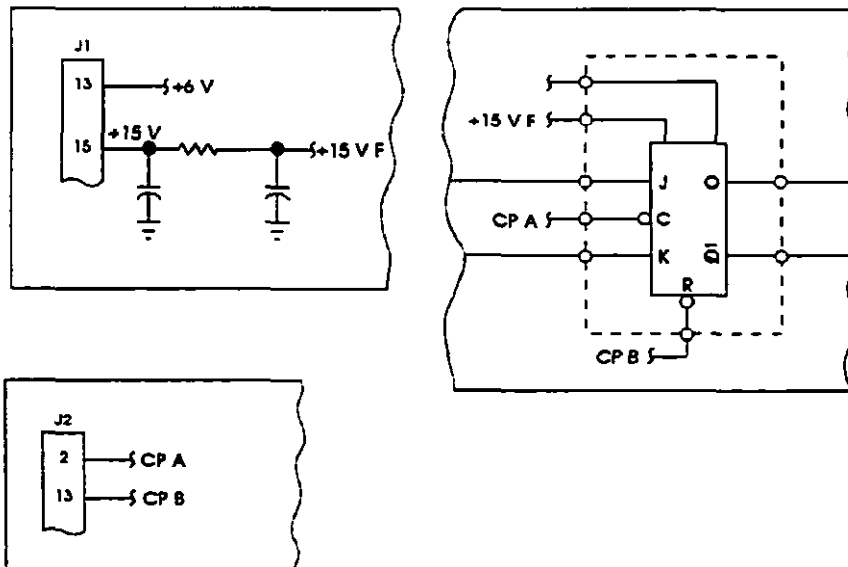 J1
13
+6 V
+15 V
15
+15 V F
+15 V F
J
O
CP A
C
K
Q̅
R
CP B
J2
2
CP A
13
CP B